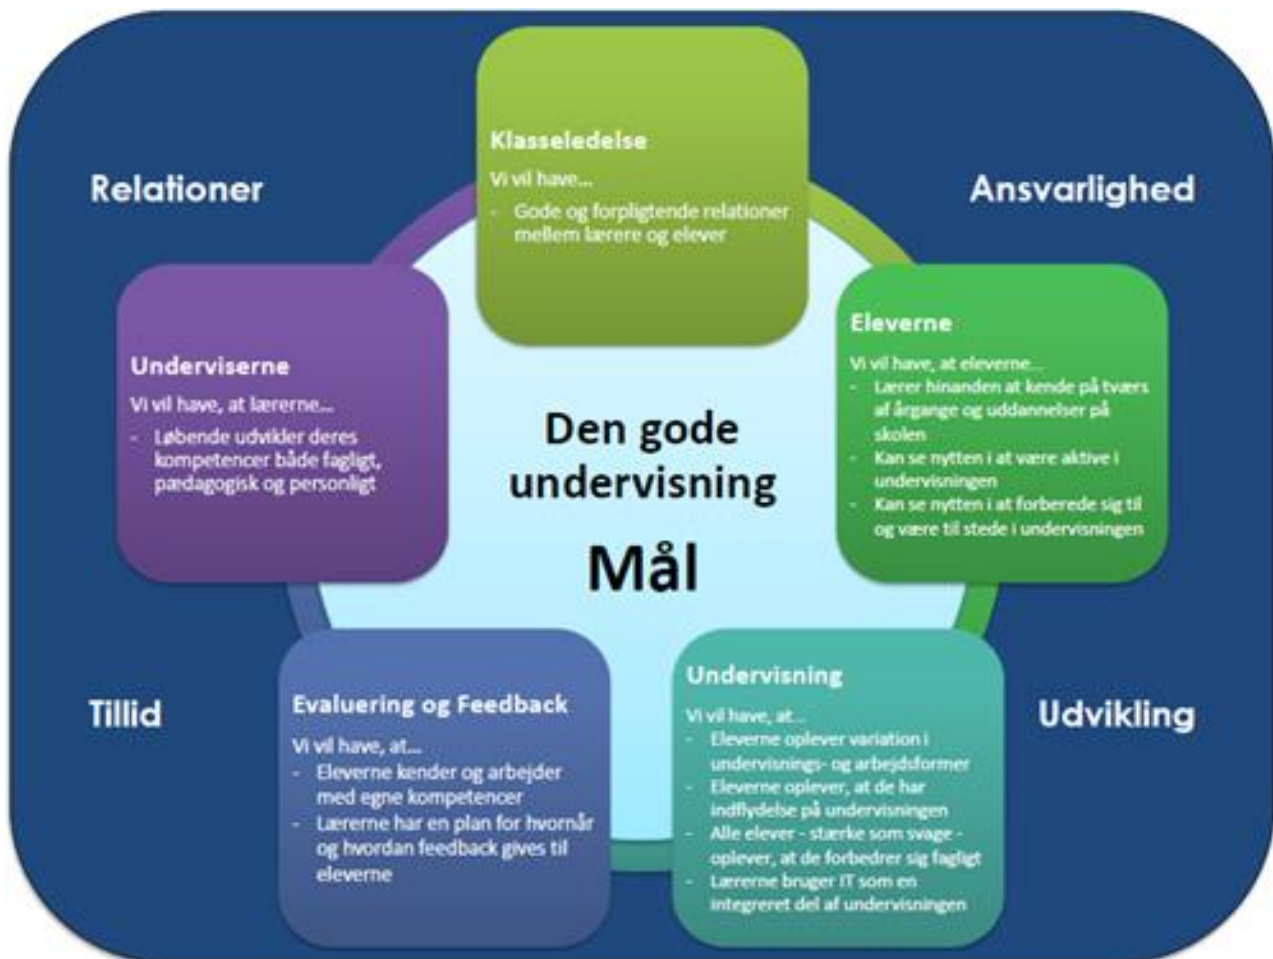 Klasseledelse
Vi vil have...
- Gode og forpligtende relationer
mellem lærere og elever
Relationer
Ansvarlighed
Eleverne
Vi vil have, at eleverne...
- Lærer hinanden at kende på tværs
af årgange og uddannelser på
skolen
- Kan se nytten i at være aktive i
undervisningen
- Kan se nytten i at forberede sig til
og være til stede i undervisningen
Underviserne
Vi vil have, at lærerne...
- Løbende udvikler deres
kompetencer både fagligt,
pædagogisk og personligt
Den gode
undervisning
Mål
Undervisning
Vi vil have, at...
- Eleverne oplever variation i
undervisnings- og arbejdsformer
- Eleverne oplever, at de har
indflydelse på undervisningen
- Alle elever - stærke som svage -
oplever, at de forbedrer sig fagligt
- Lærerne bruger IT som en
integreret del af undervisningen
Evaluering og Feedback
Vi vil have, at...
- Eleverne kender og arbejder
med egne kompetencer
- Lærerne har en plan for hvornår
og hvordan feedback gives til
eleverne
Tillid
Udvikling